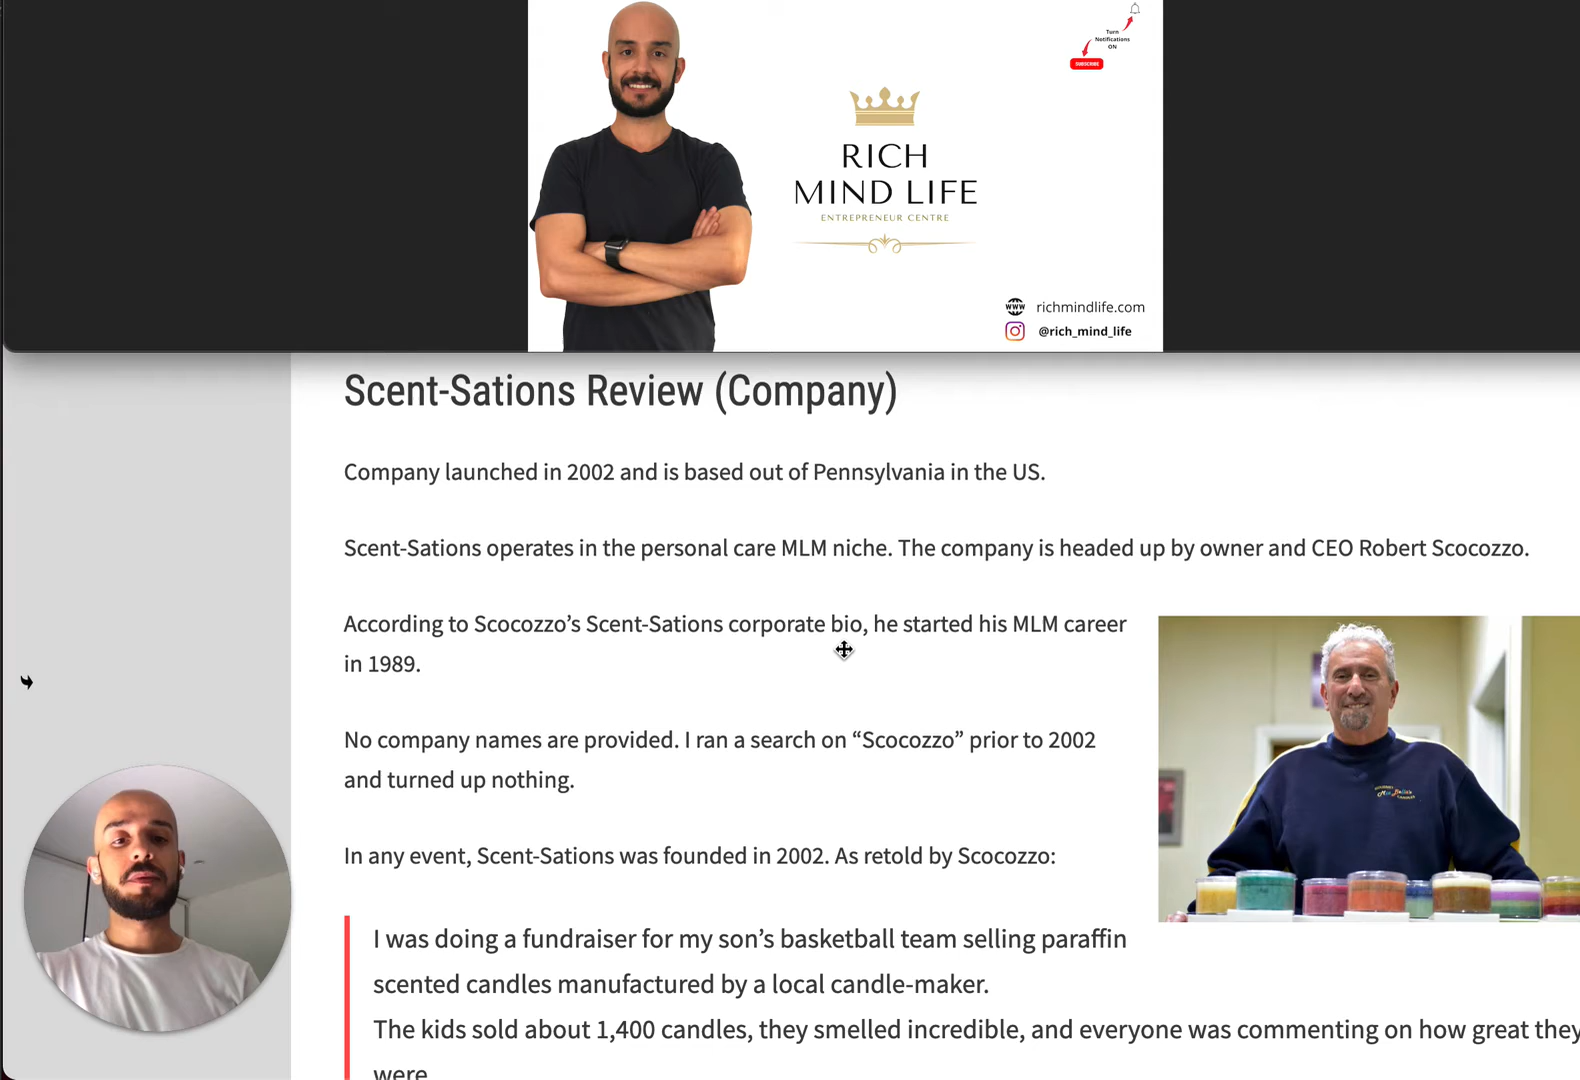 Turn
Notifications
ON
SUBSCRIBE
RICH
MIND LIFE
ENTREPRENEUR CENTRE
www richmindlife.com
@rich_mind_life
Scent-Sations Review (Company)
Company launched in 2002 and is based out of Pennsylvania in the US.
Scent-Sations operates in the personal care MLM niche. The company is headed up by owner and CEO Robert Scocozzo.
According to Scocozzo’s Scent-Sations corporate bio, he started his MLM career
in 1989.
No company names are provided. I ran a search on “Scocozzo” prior to 2002
and turned up nothing.
In any event, Scent-Sations was founded in 2002. As retold by Scocozzo:
I was doing a fundraiser for my son’s basketball team selling paraffin
scented candles manufactured by a local candle-maker.
The kids sold about 1,400 candles, they smelled incredible, and everyone was commenting on how great they
were